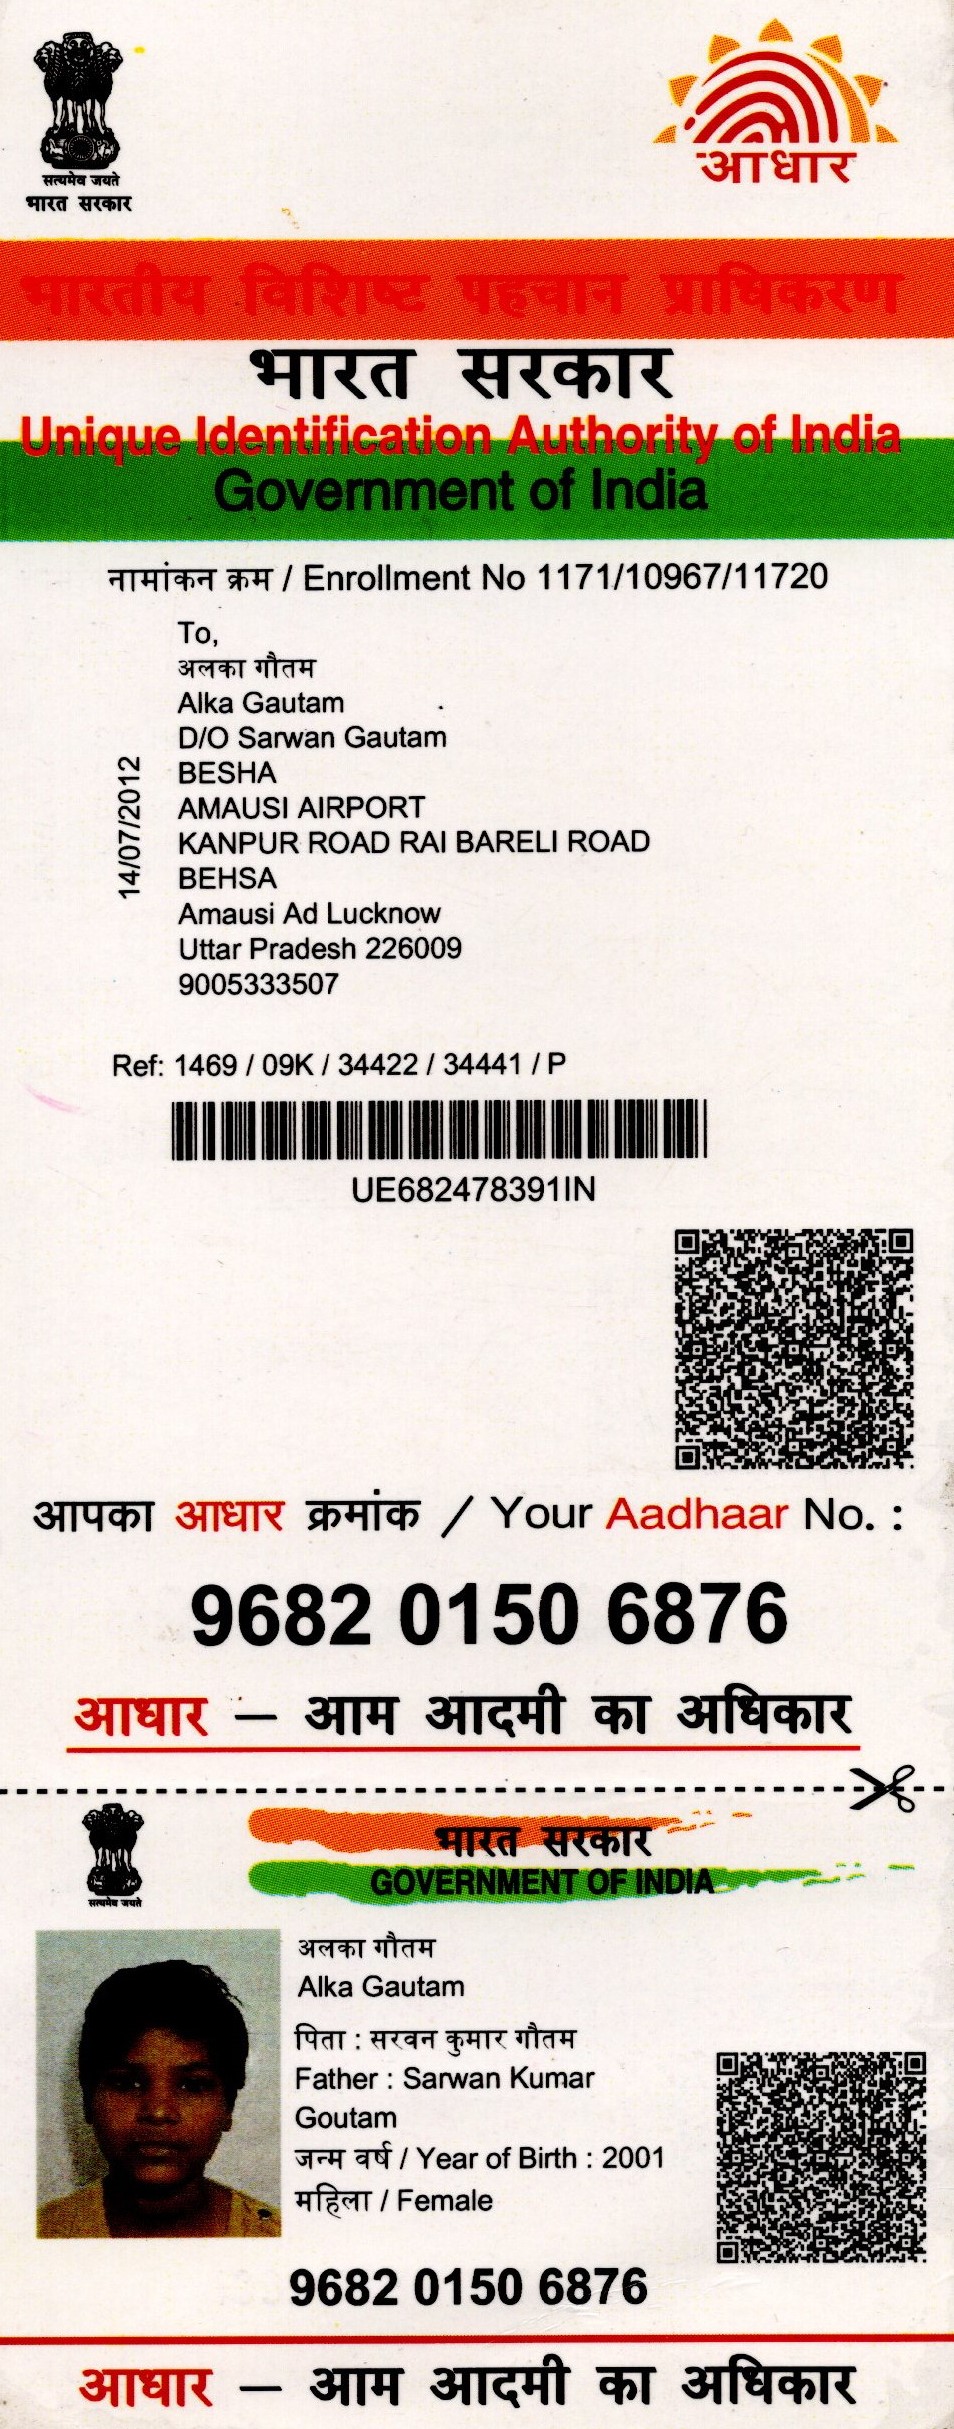 सत्यमेव जयते
भारत सरकार
आधार
भारतीय विशिष्ट पहचान प्राधिकरण
भारत सरकार
Unique Identification Authority of India
Government of India
नामांकन क्रम / Enrollment No 1171/10967/11720
To,
अलका गौतम
Alka Gautam
D/O Sarwan Gautam
BESHA
AMAUSI AIRPORT
KANPUR ROAD RAI BARELI ROAD
BEHSA
Amausi Ad Lucknow
Uttar Pradesh 226009
9005333507
14/07/2012
Ref: 1469 / 09K / 34422 / 34441 / P
UE682478391IN
आपका आधार क्रमांक / Your Aadhaar No. :
9682 0150 6876
आधार — आम आदमी का अधिकार
सत्यमेव जयते
भारत सरकार
GOVERNMENT OF INDIA
अलका गौतम
Alka Gautam
पिता : सरवन कुमार गौतम
Father : Sarwan Kumar
Goutam
जन्म वर्ष / Year of Birth : 2001
महिला / Female
9682 0150 6876
आधार — आम आदमी का अधिकार